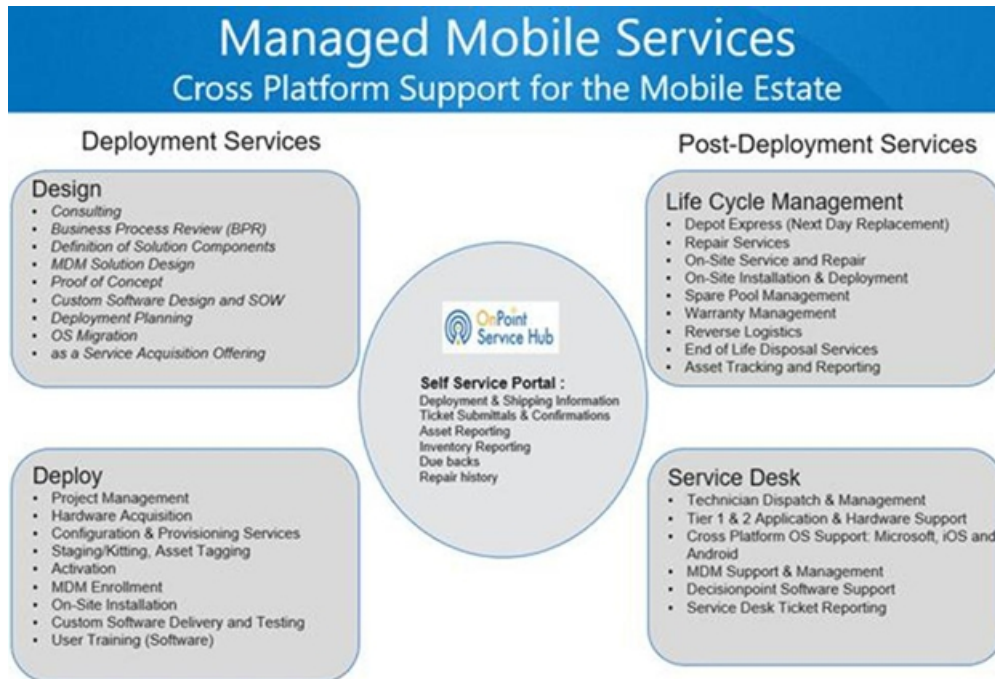 Managed Mobile Services
Cross Platform Support for the Mobile Estate
Deployment Services
Design
• Consulting
• Business Process Review (BPR)
• Definition of Solution Components
• MDM Solution Design
• Proof of Concept
• Custom Software Design and SOW
• Deployment Planning
• OS Migration
• as a Service Acquisition Offering
Deploy
• Project Management
• Hardware Acquisition
• Configuration & Provisioning Services
• Staging/Kitting, Asset Tagging
• Activation
• MDM Enrollment
• On-Site Installation
• Custom Software Delivery and Testing
• User Training (Software)
OnPoint
Service Hub
Self Service Portal :
Deployment & Shipping Information
Ticket Submittals & Confirmations
Asset Reporting
Inventory Reporting
Due backs
Repair history
Post-Deployment Services
Life Cycle Management
• Depot Express (Next Day Replacement)
• Repair Services
• On-Site Service and Repair
• On-Site Installation & Deployment
• Spare Pool Management
• Warranty Management
• Reverse Logistics
• End of Life Disposal Services
• Asset Tracking and Reporting
Service Desk
• Technician Dispatch & Management
• Tier 1 & 2 Application & Hardware Support
• Cross Platform OS Support: Microsoft, iOS and
Android
• MDM Support & Management
• Decisionpoint Software Support
• Service Desk Ticket Reporting